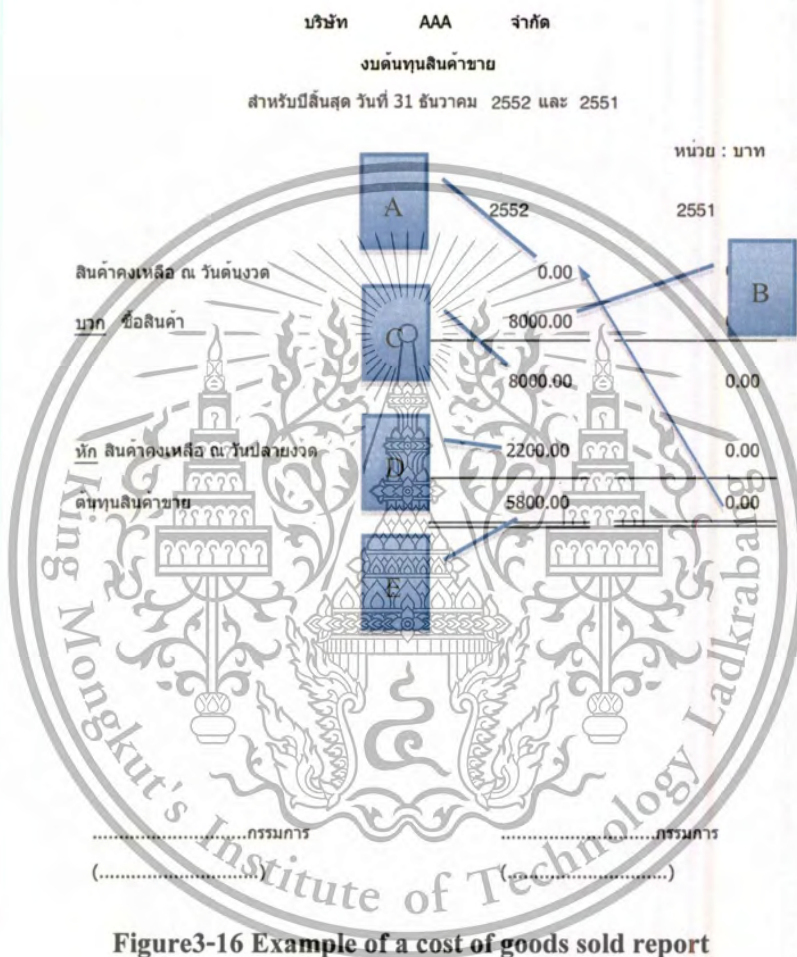 บริษัท AAA จำกัด
งบต้นทุนสินค้าขาย
สำหรับปีสิ้นสุด วันที่ 31 ธันวาคม 2552 และ 2551
หน่วย : บาท
A 2552 2551
สินค้าคงเหลือ ณ วันต้นงวด 0.00
B
บวก ซื้อสินค้า 8000.00
C
8000.00 0.00
หัก สินค้าคงเหลือ ณ วันปลายงวด 2200.00 0.00
D
ต้นทุนสินค้าขาย 5800.00 0.00
E
King Mongkut's Institute of Technology Ladkrabang
..............................กรรมการ ..............................กรรมการ
(..............................) (..............................)
Figure3-16 Example of a cost of goods sold report